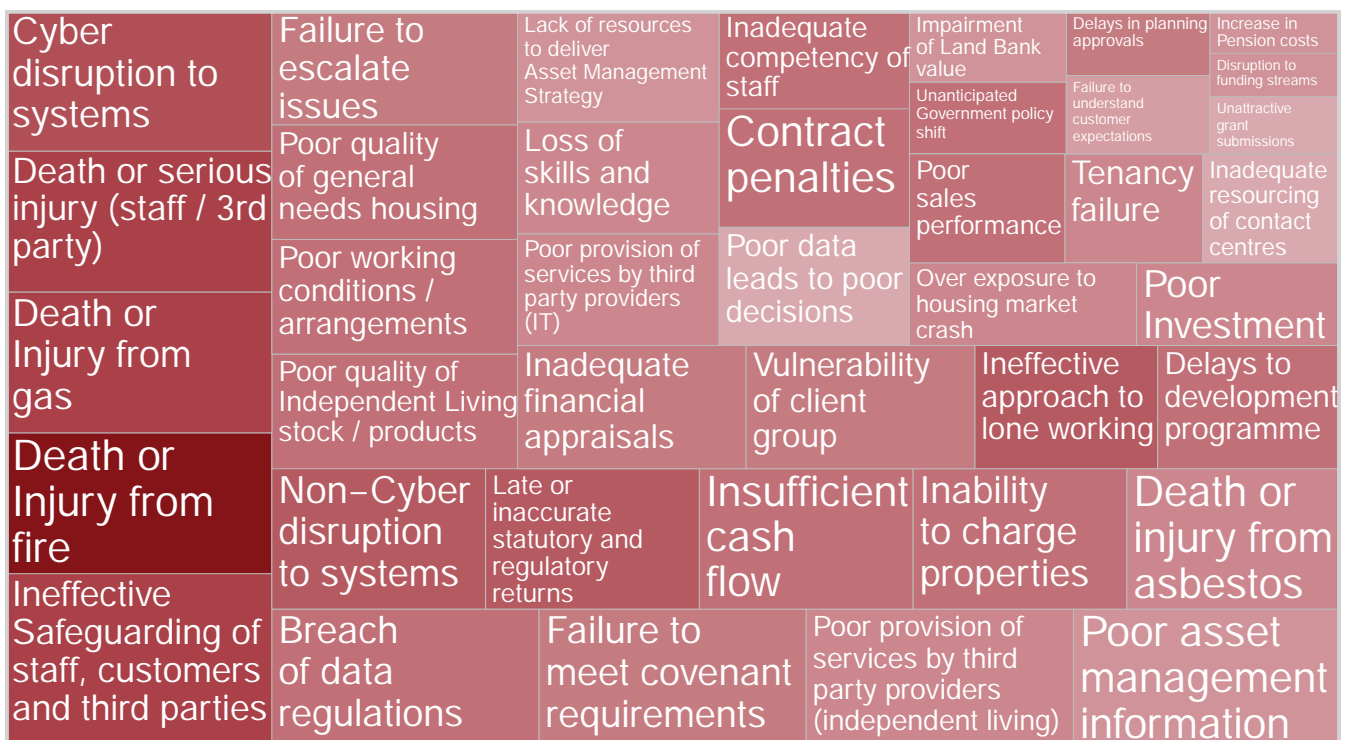 Cyber
disruption to
systems
Death or serious
injury (staff / 3rd
party)
Death or
Injury from
gas
Death or
Injury from
fire
Ineffective
Safeguarding of
staff, customers
and third parties
Failure to
escalate
issues
Poor quality
of general
needs housing
Poor working
conditions /
arrangements
Poor quality of
Independent Living
stock / products
Lack of resources
to deliver
Asset Management
Strategy
Loss of
skills and
knowledge
Poor provision of
services by third
party providers
(IT)
Inadequate
competency of
staff
Contract
penalties
Poor data
leads to poor
decisions
Impairment
of Land Bank
value
Unanticipated
Government policy
shift
Delays in planning
approvals
Failure to
understand
customer
expectations
Increase in
Pension costs
Disruption to
funding streams
Unattractive
grant
submissions
Poor
sales
performance
Tenancy
failure
Inadequate
resourcing
of contact
centres
Over exposure to
housing market
crash
Poor
Investment
Inadequate
financial
appraisals
Vulnerability
of client
group
Ineffective
approach to
lone working
Delays to
development
programme
Non−Cyber
disruption
to systems
Late or
inaccurate
statutory and
regulatory
returns
Insufficient
cash
flow
Inability
to charge
properties
Death or
injury from
asbestos
Breach
of data
regulations
Failure to
meet covenant
requirements
Poor provision of
services by third
party providers
(independent living)
Poor asset
management
information